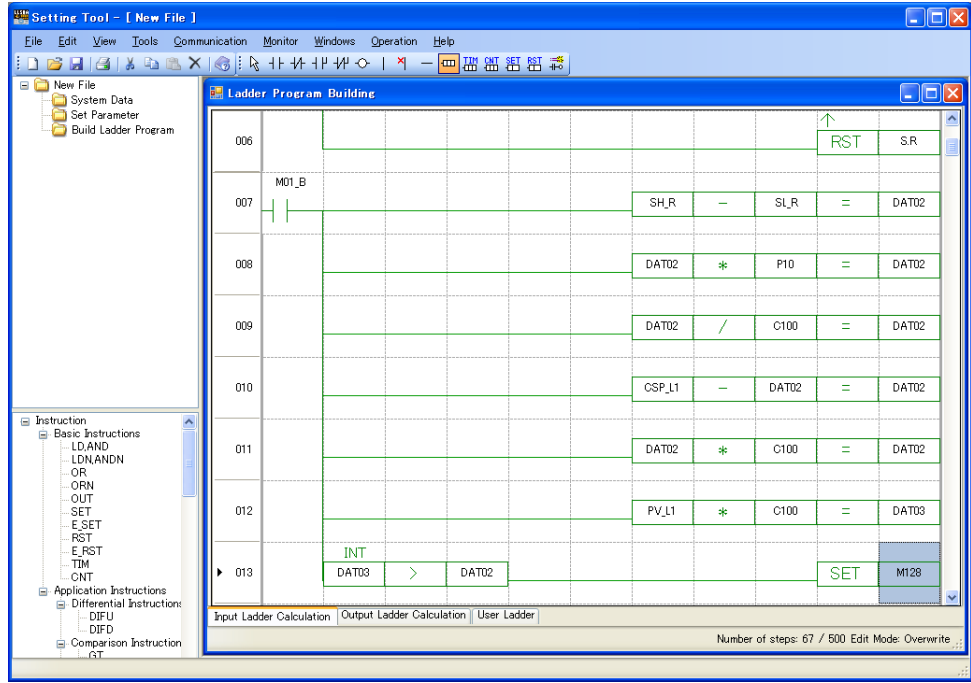 Setting Tool - [ New File ]
File Edit View Tools Communication Monitor Windows Operation Help
TIM CNT SET RST
New File
System Data
Set Parameter
Build Ladder Program
Ladder Program Building
006 RST S.R
M01_B
007 SH_R － SL_R ＝ DAT02
008 DAT02 * P10 ＝ DAT02
009 DAT02 / C100 ＝ DAT02
010 CSP_L1 － DAT02 ＝ DAT02
011 DAT02 * C100 ＝ DAT02
012 PV_L1 * C100 ＝ DAT03
INT
013 DAT03 > DAT02 SET M128
Input Ladder Calculation Output Ladder Calculation User Ladder
Number of steps: 67 / 500 Edit Mode: Overwrite
Instruction
Basic Instructions
LD,AND
LDN,ANDN
OR
ORN
OUT
SET
E_SET
RST
E_RST
TIM
CNT
Application Instructions
Differential Instructions
DIFU
DIFD
Comparison Instruction
GT